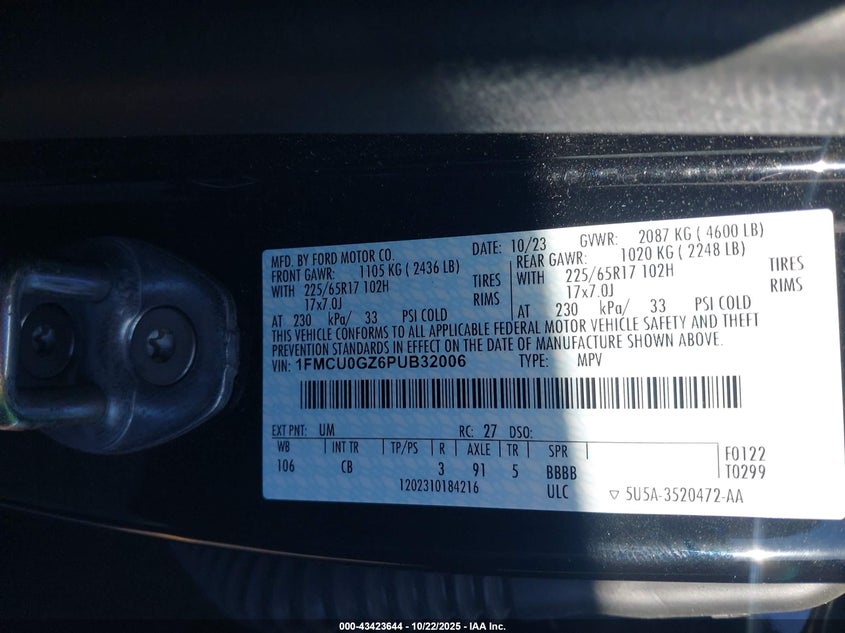 MFD. BY FORD MOTOR CO. DATE: 10/23 GVWR: 2087 KG ( 4600 LB)
FRONT GAWR: 1105 KG ( 2436 LB) REAR GAWR: 1020 KG ( 2248 LB)
WITH 225/65R17 102H TIRES WITH 225/65R17 102H TIRES
17x7.0J RIMS 17x7.0J RIMS
AT 230 kPa/ 33 PSI COLD AT 230 kPa/ 33 PSI COLD
THIS VEHICLE CONFORMS TO ALL APPLICABLE FEDERAL MOTOR VEHICLE SAFETY AND THEFT
PREVENTION STANDARDS IN EFFECT ON THE DATE OF MANUFACTURE SHOWN ABOVE.
VIN: 1FMCU0GZ6PUB32006 TYPE: MPV
EXT PNT: UM RC: 27 DSO:
WB INT TR TP/PS R AXLE TR SPR F0122
106 CB 3 91 5 BBBB T0299
1202310184216 ULC ▽ 5U5A-3520472-AA
000-43423644 - 10/22/2025 - IAA Inc.